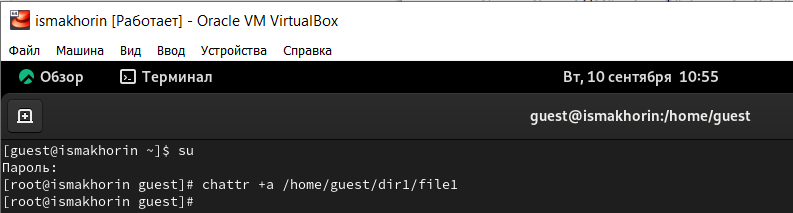 ismakhorin [Работает] - Oracle VM VirtualBox
Файл Машина Вид Ввод Устройства Справка
Обзор Терминал Вт, 10 сентября 10:55
guest@ismakhorin:/home/guest
[guest@ismakhorin ~]$ su
Пароль:
[root@ismakhorin guest]# chattr +a /home/guest/dir1/file1
[root@ismakhorin guest]#